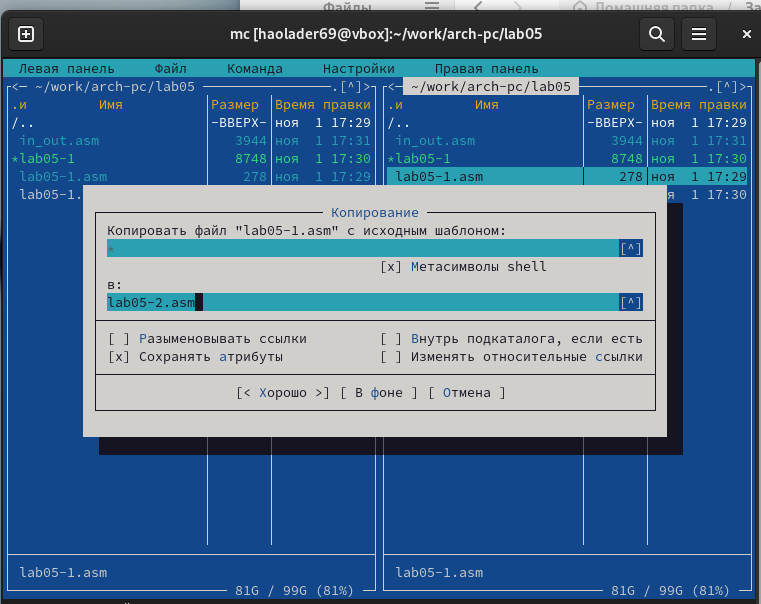 Файлы
Домашняя папка / За
mc [haolader69@vbox]:~/work/arch-pc/lab05
Левая панель Файл Команда Настройки Правая панель
<— ~/work/arch-pc/lab05 .[^]>
.и Имя Размер Время правки
/.. -ВВЕРХ- ноя 1 17:29
in_out.asm 3944 ноя 1 17:31
*lab05-1 8748 ноя 1 17:30
lab05-1.asm 278 ноя 1 17:29
lab05-1.
<— ~/work/arch-pc/lab05 .[^]>
.и Имя Размер Время правки
/.. -ВВЕРХ- ноя 1 17:29
in_out.asm 3944 ноя 1 17:31
*lab05-1 8748 ноя 1 17:30
lab05-1.asm 278 ноя 1 17:29
я 1 17:30
Копирование
Копировать файл "lab05-1.asm" с исходным шаблоном:
* [^]
[x] Метасимволы shell
в:
lab05-2.asm [^]
[ ] Разыменовывать ссылки [ ] Внутрь подкаталога, если есть
[x] Сохранять атрибуты [ ] Изменять относительные ссылки
[< Хорошо >] [ В фоне ] [ Отмена ]
lab05-1.asm
81G / 99G (81%)
lab05-1.asm
81G / 99G (81%)